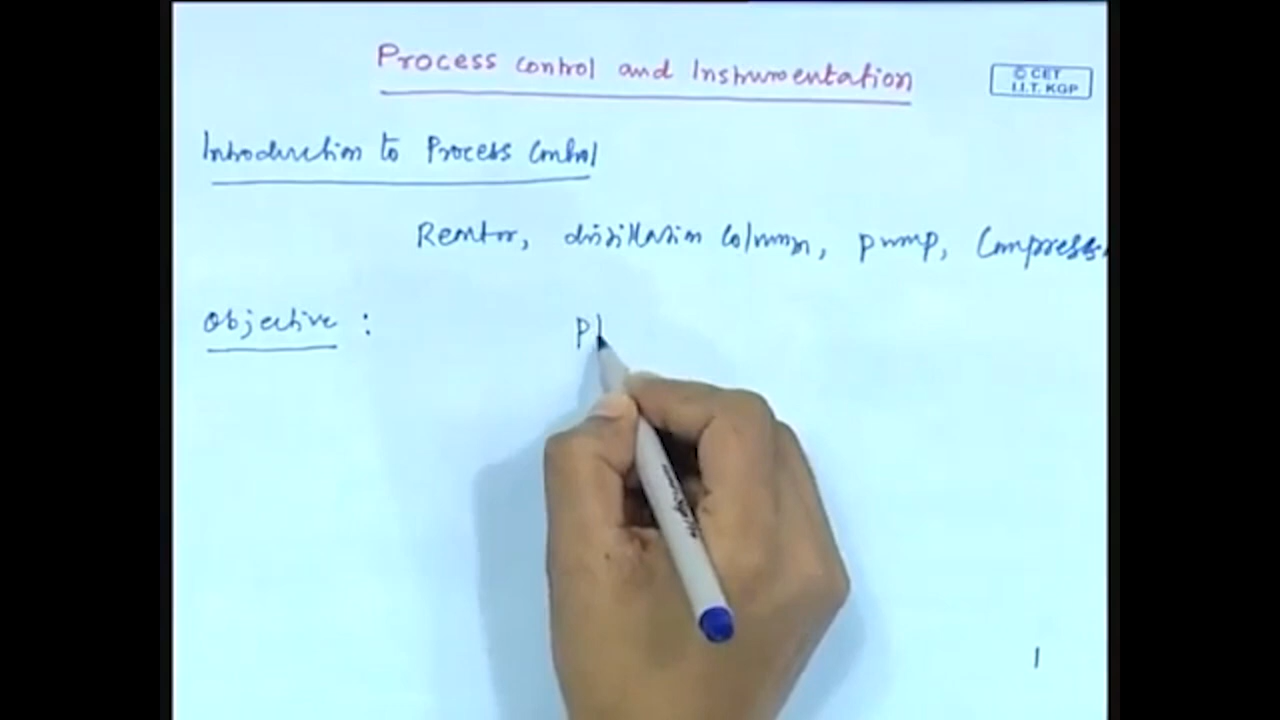 Process Control and Instrumentation
© CET
I.I.T. KGP
Introduction to Process Control
Reactor, distillation column, pump, Compress
Objective :
Pl
1